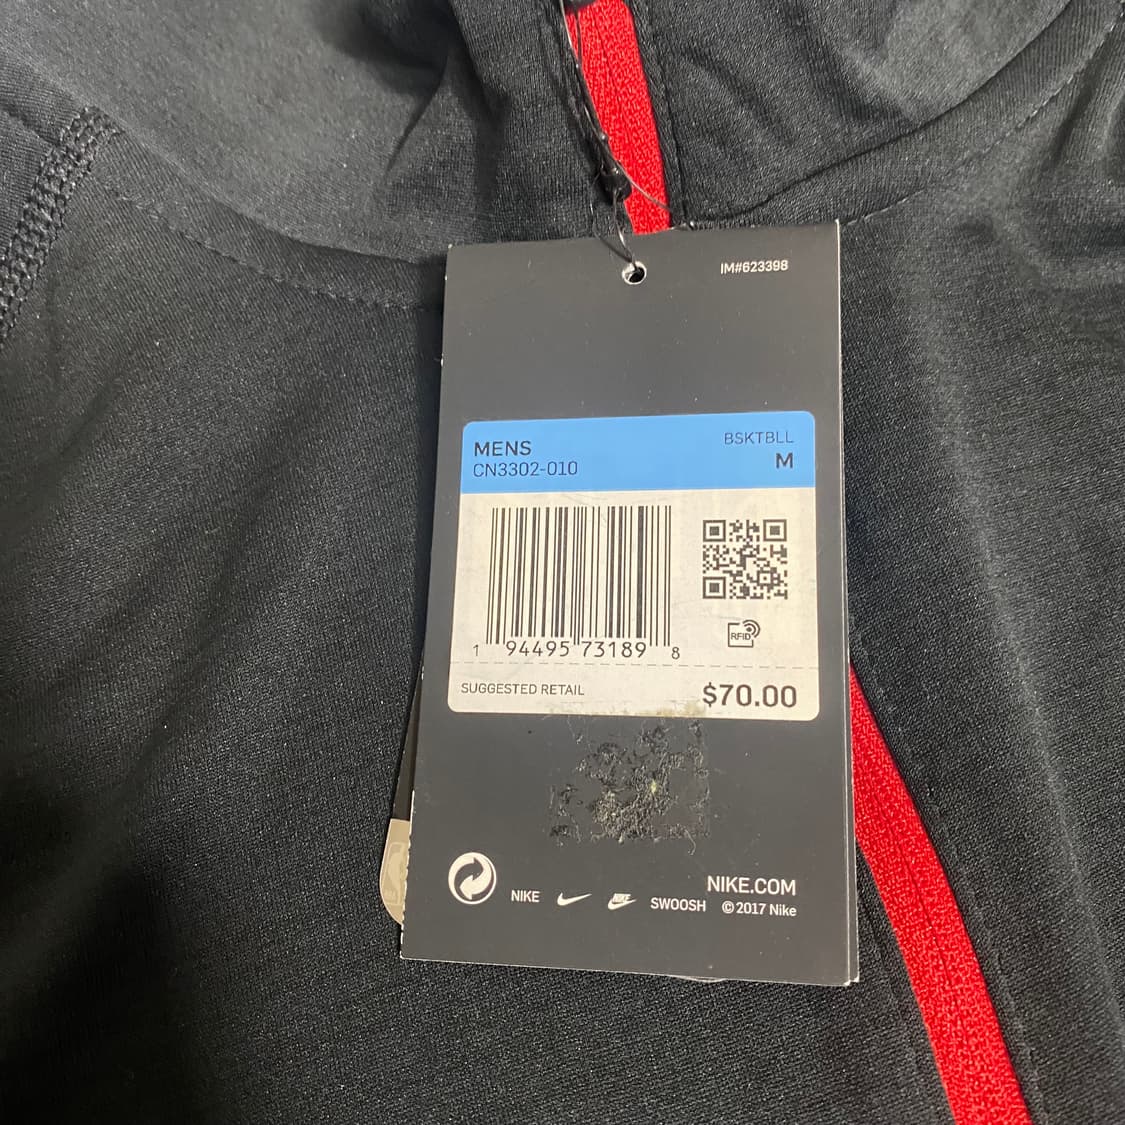 IM#623398
MENS
BSKTBLL
CN3302-010
M
RFID
1 94495 73189 8
SUGGESTED RETAIL
$70.00
NIKE.COM
NIKE NIKE SWOOSH © 2017 Nike